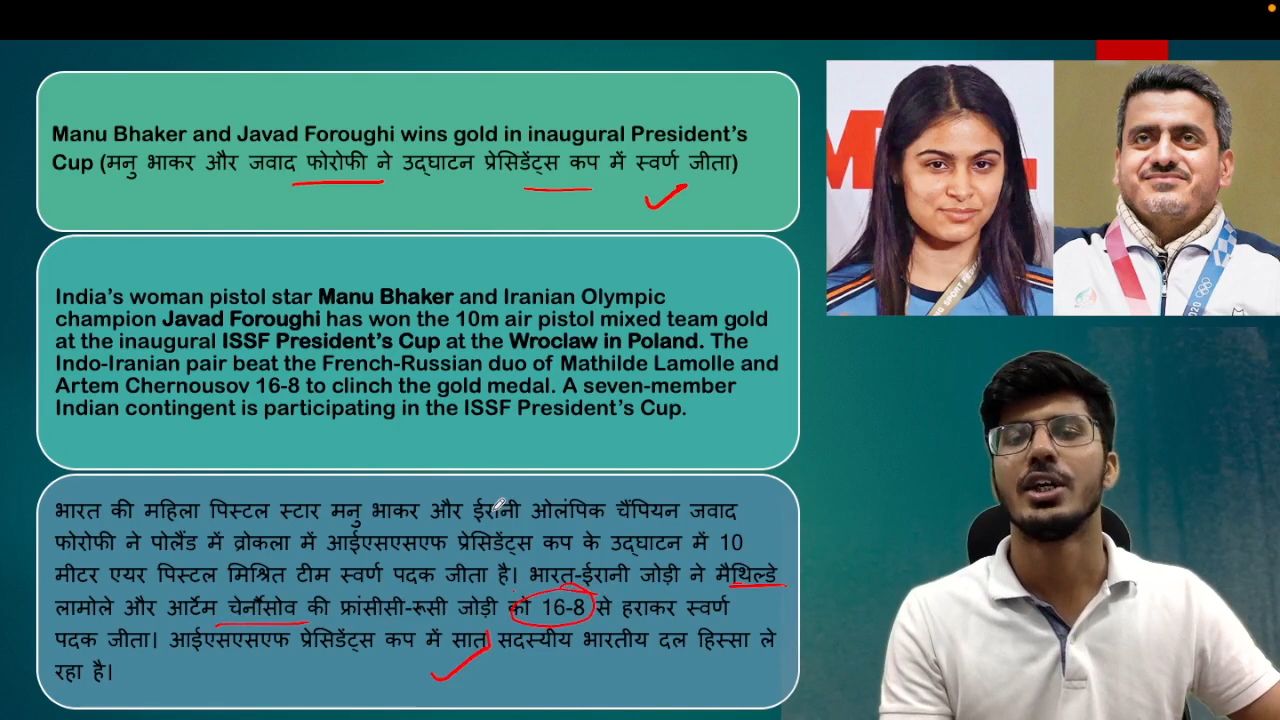 Manu Bhaker and Javad Foroughi wins gold in inaugural President's
Cup (मनु भाकर और जवाद फोरोफी ने उद्घाटन प्रेसिडेंट्स कप में स्वर्ण जीता)
India's woman pistol star Manu Bhaker and Iranian Olympic
champion Javad Foroughi has won the 10m air pistol mixed team gold
at the inaugural ISSF President's Cup at the Wroclaw in Poland. The
Indo-Iranian pair beat the French-Russian duo of Mathilde Lamolle and
Artem Chernousov 16-8 to clinch the gold medal. A seven-member
Indian contingent is participating in the ISSF President's Cup.
भारत की महिला पिस्टल स्टार मनु भाकर और ईरानी ओलंपिक चैंपियन जवाद
फोरोफी ने पोलैंड में व्रोकला में आईएसएसएफ प्रेसिडेंट्स कप के उद्घाटन में 10
मीटर एयर पिस्टल मिश्रित टीम स्वर्ण पदक जीता है। भारत-ईरानी जोड़ी ने मैथिल्डे
लामोले और आर्टेम चेर्नौसोव की फ्रांसीसी-रूसी जोड़ी को 16-8 से हराकर स्वर्ण
पदक जीता। आईएसएसएफ प्रेसिडेंट्स कप में सात सदस्यीय भारतीय दल हिस्सा ले
रहा है।